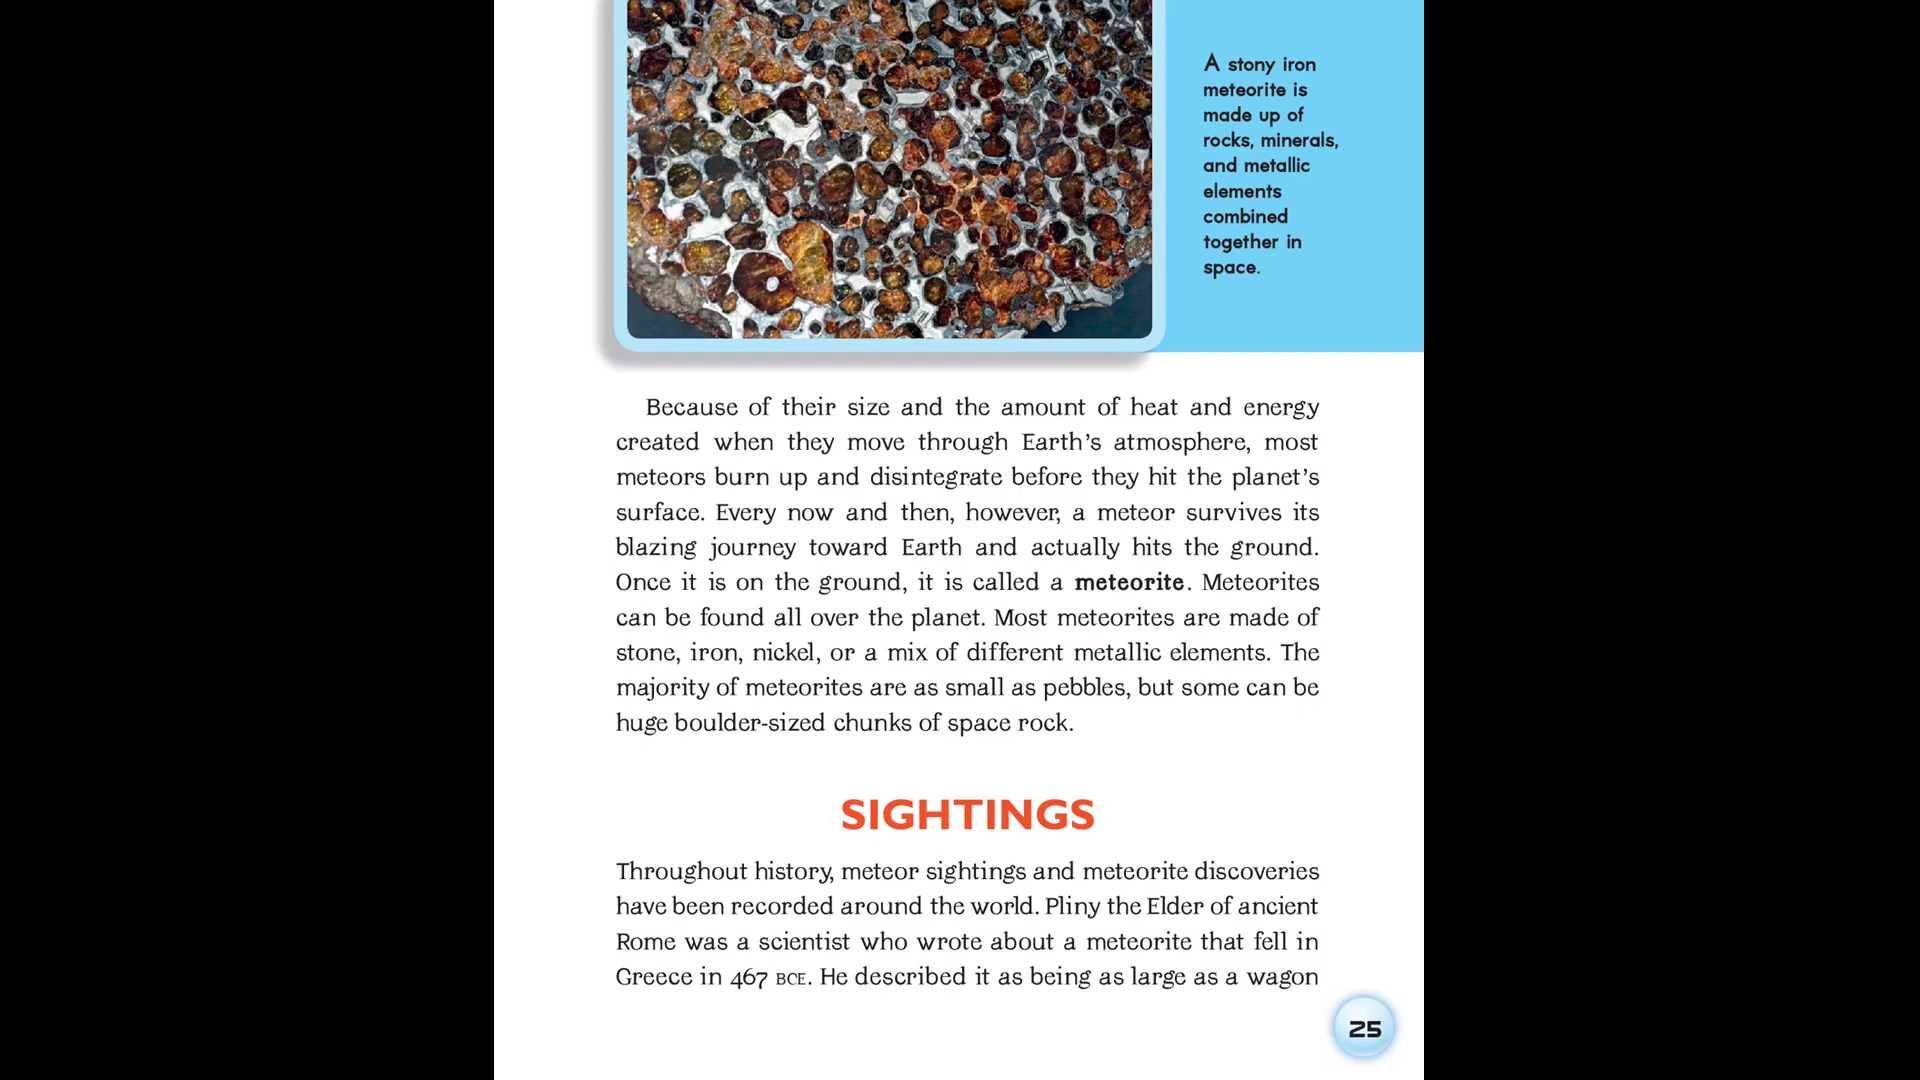 A stony iron
meteorite is
made up of
rocks, minerals,
and metallic
elements
combined
together in
space.
Because of their size and the amount of heat and energy
created when they move through Earth's atmosphere, most
meteors burn up and disintegrate before they hit the planet's
surface. Every now and then, however, a meteor survives its
blazing journey toward Earth and actually hits the ground.
Once it is on the ground, it is called a meteorite. Meteorites
can be found all over the planet. Most meteorites are made of
stone, iron, nickel, or a mix of different metallic elements. The
majority of meteorites are as small as pebbles, but some can be
huge boulder-sized chunks of space rock.
SIGHTINGS
Throughout history, meteor sightings and meteorite discoveries
have been recorded around the world. Pliny the Elder of ancient
Rome was a scientist who wrote about a meteorite that fell in
Greece in 467 BCE. He described it as being as large as a wagon
25